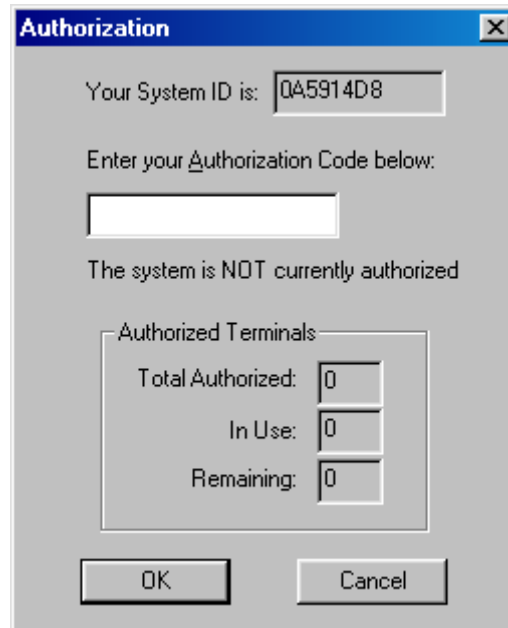 Authorization
Your System ID is: 0A5914D8
Enter your Authorization Code below:
The system is NOT currently authorized
Authorized Terminals
Total Authorized: 0
In Use: 0
Remaining: 0
OK Cancel